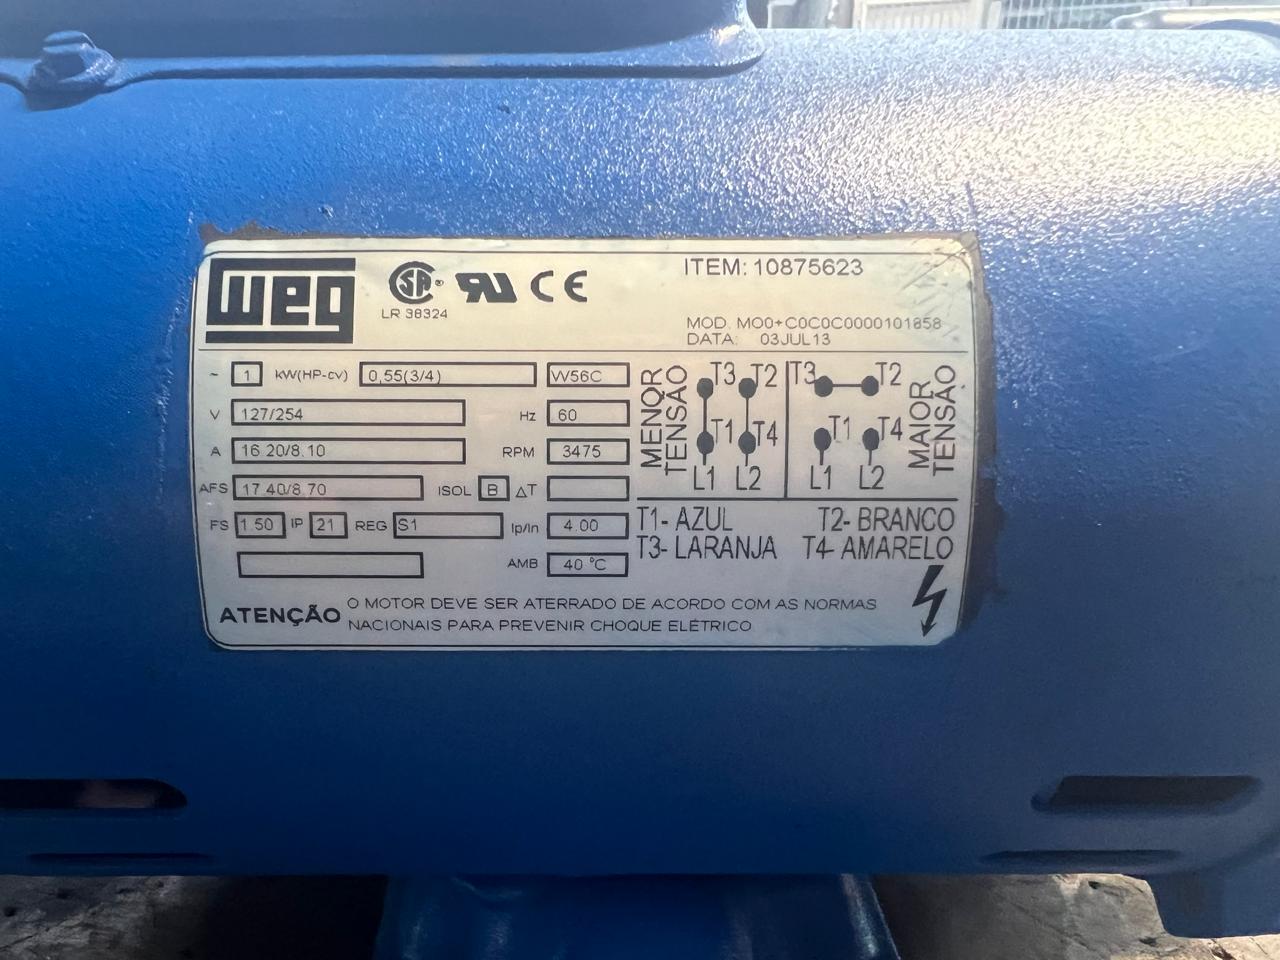 weg
SA ®
LR 38324
RU CE
ITEM: 10875623
MOD. MO0+C0C0C0000101858
DATA: 03JUL13
~ 1 kW(HP-cv) 0,55(3/4) W56C
V 127/254 Hz 60
A 16.20/8.10 RPM 3475
AFS 17.40/8.70 ISOL B ΔT
FS 1.50 IP 21 REG S1 Ip/In 4.00
AMB 40 °C
MENOR TENSÃO
T3 T2
T1 T4
L1 L2
T3 T2
T1 T4
L1 L2
MAIOR TENSÃO
T1- AZUL T2- BRANCO
T3- LARANJA T4- AMARELO
ATENÇÃO O MOTOR DEVE SER ATERRADO DE ACORDO COM AS NORMAS
NACIONAIS PARA PREVENIR CHOQUE ELÉTRICO